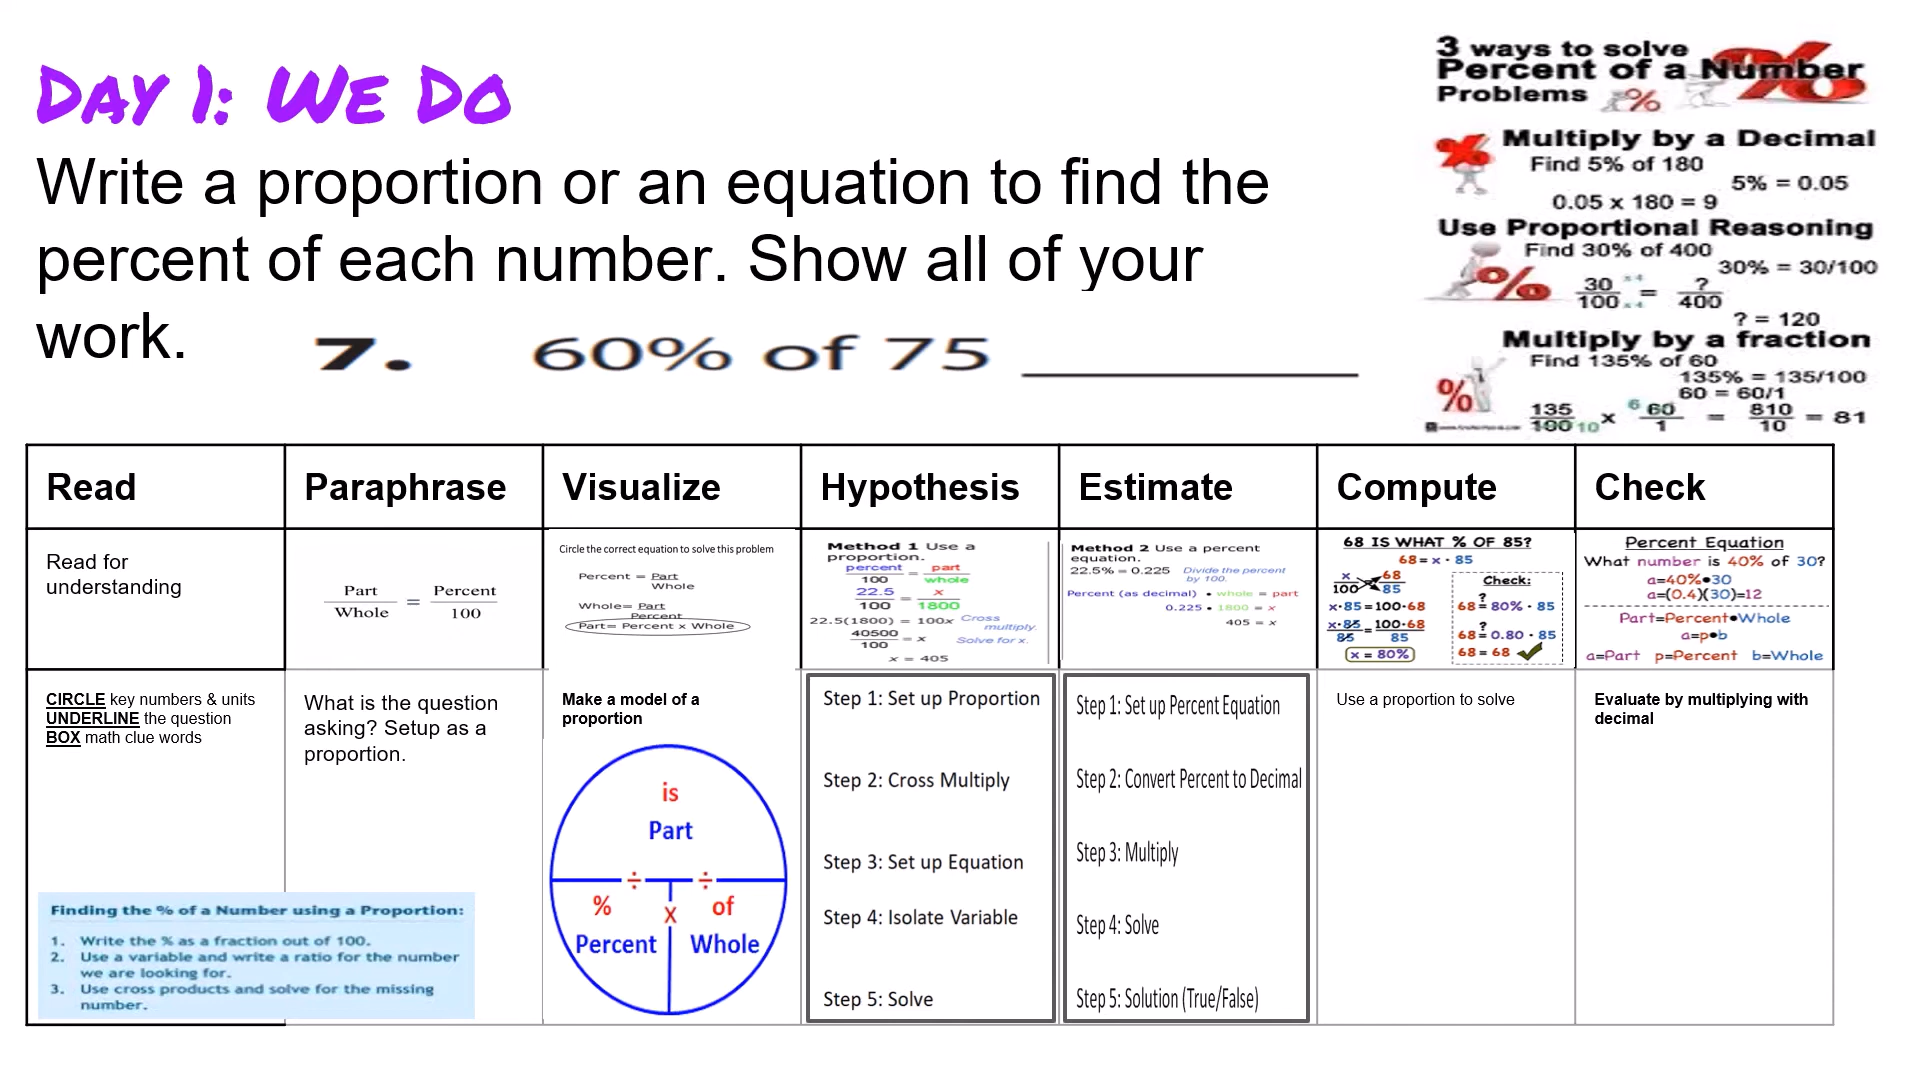 Day 1: We Do
Write a proportion or an equation to find the
percent of each number. Show all of your
work.
7. 60% of 75
3 ways to solve
Percent of a Number
Problems
%
Multiply by a Decimal
Find 5% of 180
5% = 0.05
0.05 x 180 = 9
Use Proportional Reasoning
Find 30% of 400
30% = 30/100
30/100 x4 x4 = ?/400
? = 120
Multiply by a fraction
Find 135% of 60
135% = 135/100
60 = 60/1
135/100 10 x 6 60/1 = 810/10 = 81
Read Paraphrase Visualize Hypothesis Estimate Compute Check
Read for
understanding
Part/Whole = Percent/100
Circle the correct equation to solve this problem
Percent = Part/Whole
Whole= Part/Percent
Part= Percent x Whole
Method 1 Use a
proportion.
percent/100 = part/whole
22.5/100 = x/1800
22.5(1800) = 100x Cross
multiply.
40500/100 = x Solve for x.
x = 405
Method 2 Use a percent
equation.
22.5% = 0.225 Divide the percent
by 100.
Percent (as decimal) • whole = part
0.225 • 1800 = x
405 = x
68 IS WHAT % OF 85?
68 = x · 85
x/100 = 68/85
x·85 = 100·68
x·85/85 = 100·68/85
x = 80%
Check:
?
68 = 80% · 85
?
68 = 0.80 · 85
68 = 68 ✓
Percent Equation
What number is 40% of 30?
a=40%•30
a=(0.4)(30)=12
Part=Percent•Whole
a=p•b
a=Part p=Percent b=Whole
CIRCLE key numbers & units
UNDERLINE the question
BOX math clue words
Finding the % of a Number using a Proportion:
1. Write the % as a fraction out of 100.
2. Use a variable and write a ratio for the number
we are looking for.
3. Use cross products and solve for the missing
number.
What is the question
asking? Setup as a
proportion.
Make a model of a
proportion
is
Part
÷ ÷
% x of
Percent Whole
Step 1: Set up Proportion
Step 2: Cross Multiply
Step 3: Set up Equation
Step 4: Isolate Variable
Step 5: Solve
Step 1: Set up Percent Equation
Step 2: Convert Percent to Decimal
Step 3: Multiply
Step 4: Solve
Step 5: Solution (True/False)
Use a proportion to solve
Evaluate by multiplying with
decimal